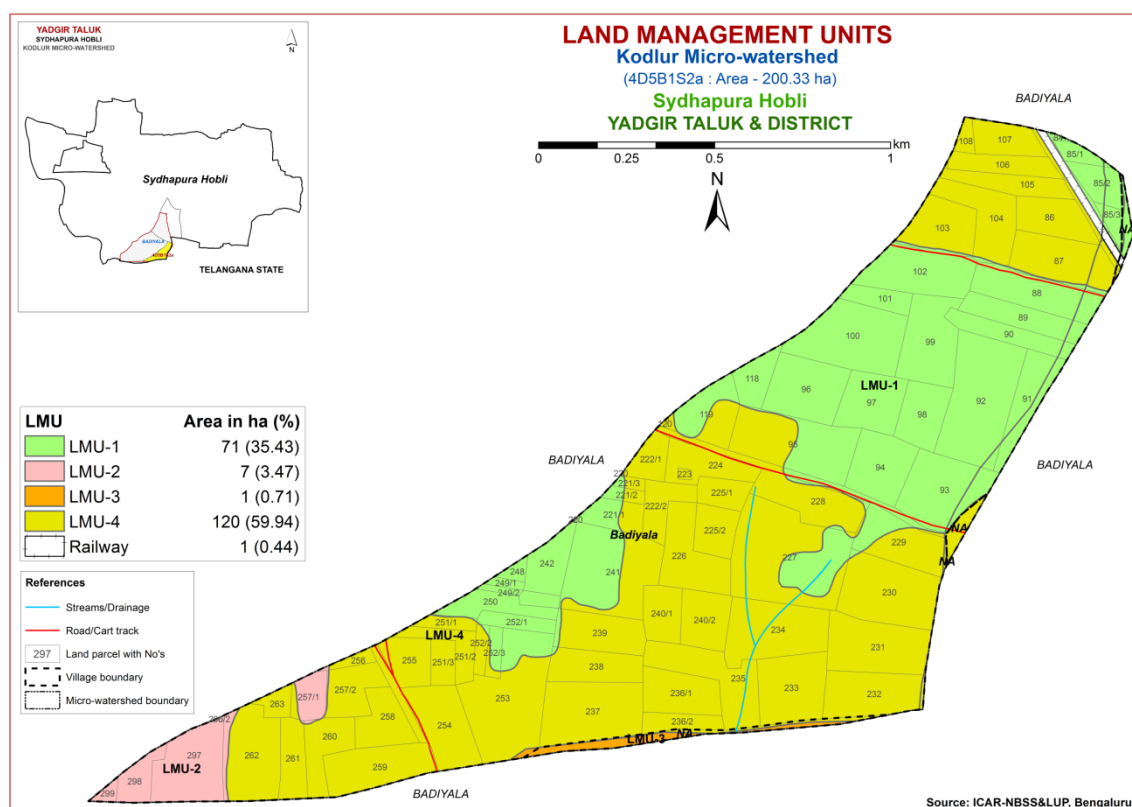 YADGIR TALUK
SYDHAPURA HOBLI
KODLUR MICRO-WATERSHED
N
Sydhapura Hobli
BADIYALA
4D5B1S2a
TELANGANA STATE
LAND MANAGEMENT UNITS
Kodlur Micro-watershed
(4D5B1S2a : Area - 200.33 ha)
Sydhapura Hobli
YADGIR TALUK & DISTRICT
km
0 0.25 0.5 1
N
BADIYALA
108 107 84 85/1
106 85/2
105
104 86 85/3
103 NA
87
102 88
101 89
100 99 90
118 96 LMU-1 92 91
97
119 98
120 95
BADIYALA 222/1 224 94 BADIYALA
220 223 93
221/3 225/1 228
221/2 222/2
221/1 225/2 NA
220 Badiyala 229
226 227 NA
242 241
248 230
249/1
249/2
250 240/1 240/2 234
251/1 252/1
LMU-4 239 231
256 255 251/3 251/2 252/2 252/3
238 235 233 232
257/1 257/2 253 236/1
263 258 254 237 236/2
260 NA
297 262 261 LMU-3
LMU-2 259
298
299
BADIYALA
LMU Area in ha (%)
LMU-1 71 (35.43)
LMU-2 7 (3.47)
LMU-3 1 (0.71)
LMU-4 120 (59.94)
Railway 1 (0.44)
References
Streams/Drainage
Road/Cart track
297 Land parcel with No's
Village boundary
Micro-watershed boundary
Source: ICAR-NBSS&LUP, Bengaluru